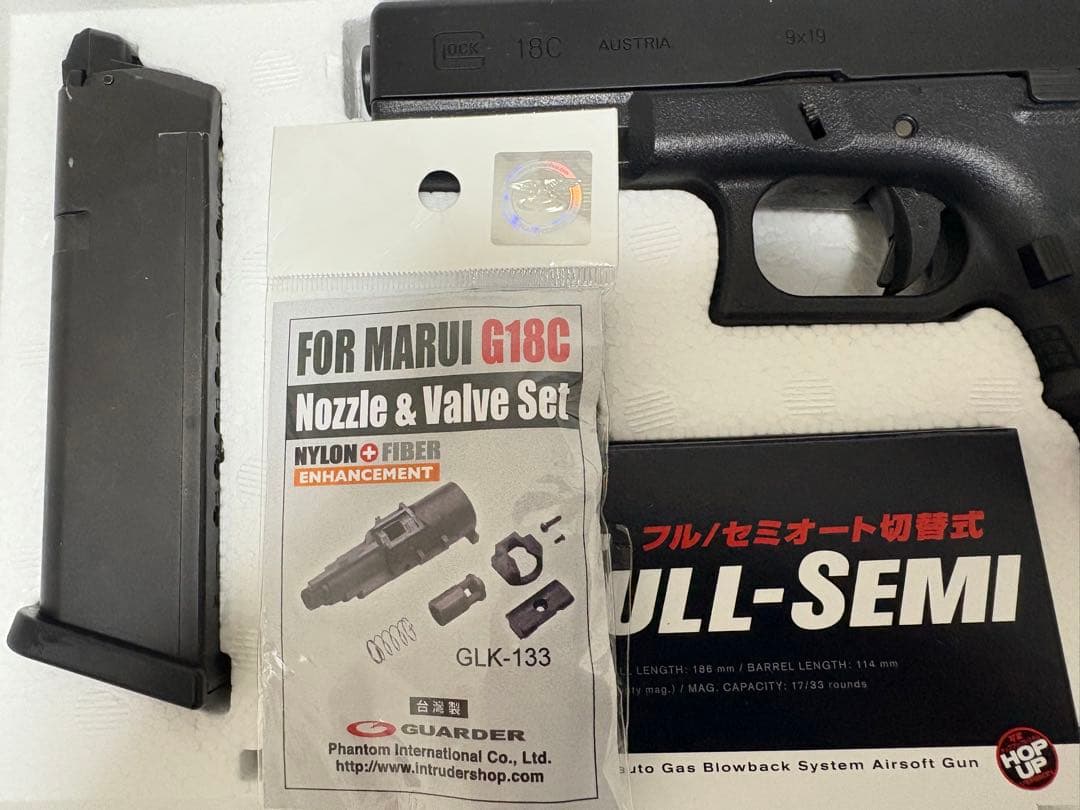 GLOCK 18C AUSTRIA 9x19
FOR MARUI G18C
Nozzle & Valve Set
NYLON FIBER
ENHANCEMENT
GLK-133
台灣製
GUARDER
Phantom International Co., Ltd.
http://www.intrudershop.com/
フル/セミオート切替式
ULL-SEMI
LENGTH: 186 mm / BARREL LENGTH: 114 mm
mag.) / MAG. CAPACITY: 17/33 rounds
auto Gas Blowback System Airsoft Gun
HOP
UP